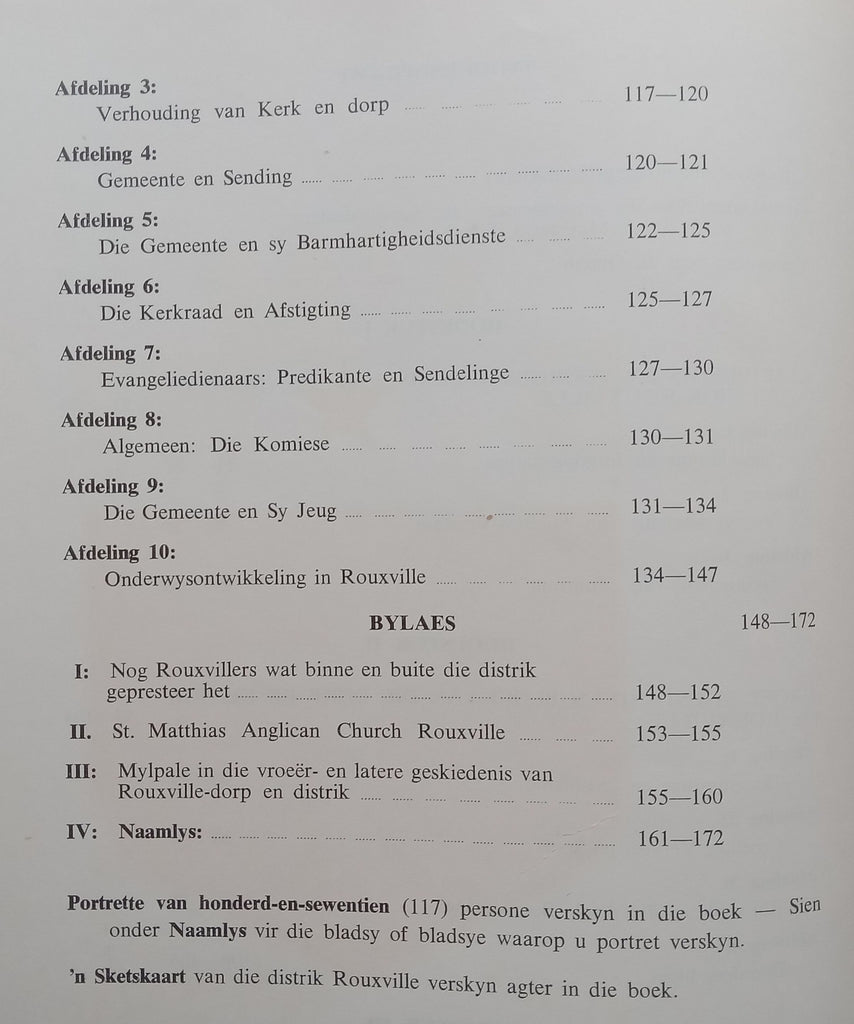 Afdeling 3:
Verhouding van Kerk en dorp ..... ..... ..... 117—120
Afdeling 4:
Gemeente en Sending ..... ..... ..... 120—121
Afdeling 5:
Die Gemeente en sy Barmhartigheidsdienste ..... ..... ..... 122—125
Afdeling 6:
Die Kerkraad en Afstigting ..... ..... ..... 125—127
Afdeling 7:
Evangeliedienaars: Predikante en Sendelinge ..... ..... ..... 127—130
Afdeling 8:
Algemeen: Die Komiese ..... ..... ..... 130—131
Afdeling 9:
Die Gemeente en Sy Jeug ..... ..... ..... 131—134
Afdeling 10:
Onderwysontwikkeling in Rouxville ..... ..... ..... 134—147
BYLAES 148—172
I: Nog Rouxvillers wat binne en buite die distrik
gepresteer het ..... ..... ..... 148—152
II. St. Matthias Anglican Church Rouxville ..... ..... ..... 153—155
III: Mylpale in die vroeër- en latere geskiedenis van
Rouxville-dorp en distrik ..... ..... ..... 155—160
IV: Naamlys: ..... ..... ..... 161—172
Portrette van honderd-en-sewentien (117) persone verskyn in die boek — Sien
onder Naamlys vir die bladsy of bladsye waarop u portret verskyn.
'n Sketskaart van die distrik Rouxville verskyn agter in die boek.